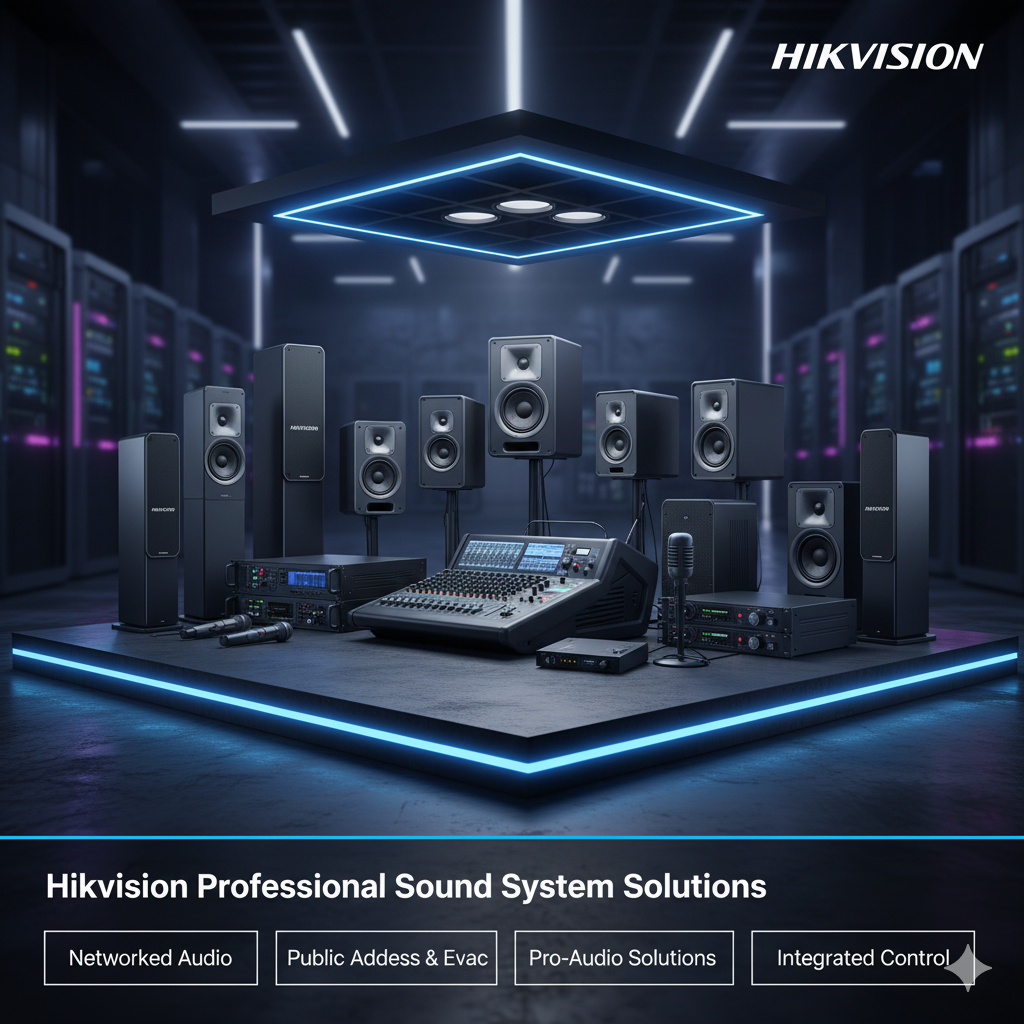 HIKVISION
Hikvision Professional Sound System Solutions
Networked Audio
Public Addess & Evac
Pro-Audio Solutions
Integrated Control